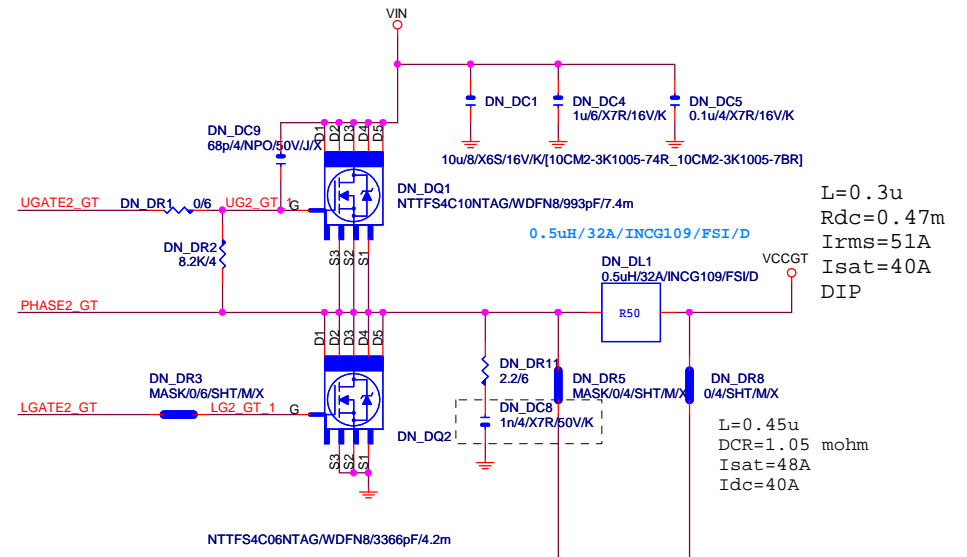 VIN
DN_DC1
DN_DC4
1u/6/X7R/16V/K
DN_DC5
0.1u/4/X7R/16V/K
10u/8/X6S/16V/K/[10CM2-3K1005-74R_10CM2-3K1005-7BR]
DN_DC9
68p/4/NPO/50V/J/X
D1
D2
D3
D4
D5
DN_DQ1
NTTFS4C10NTAG/WDFN8/993pF/7.4m
UGATE2_GT
DN_DR1
0/6
UG2_GT_1
G
DN_DR2
8.2K/4
S3
S2
S1
0.5uH/32A/INCG109/FSI/D
DN_DL1
0.5uH/32A/INCG109/FSI/D
R50
VCCGT
L=0.3u
Rdc=0.47m
Irms=51A
Isat=40A
DIP
PHASE2_GT
D1
D2
D3
D4
D5
DN_DR3
MASK/0/6/SHT/M/X
LGATE2_GT
LG2_GT_1
G
DN_DQ2
S3
S2
S1
DN_DR11
2.2/6
DN_DC8
1n/4/X7R/50V/K
DN_DR5
MASK/0/4/SHT/M/X
DN_DR8
0/4/SHT/M/X
L=0.45u
DCR=1.05 mohm
Isat=48A
Idc=40A
NTTFS4C06NTAG/WDFN8/3366pF/4.2m